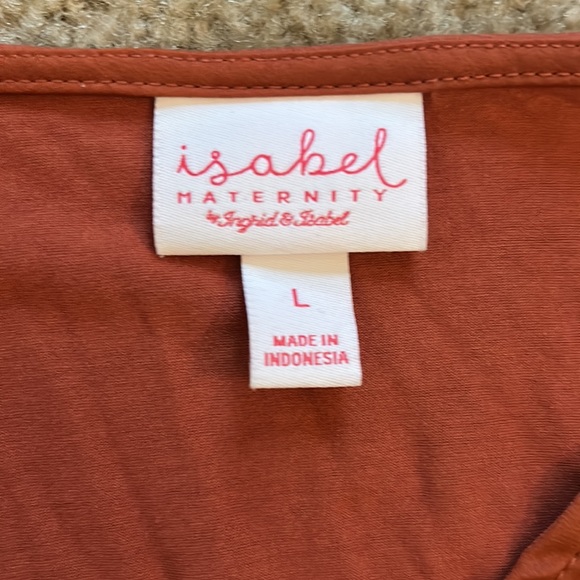 isabel
MATERNITY
by Ingrid & Isabel
L
MADE IN
INDONESIA